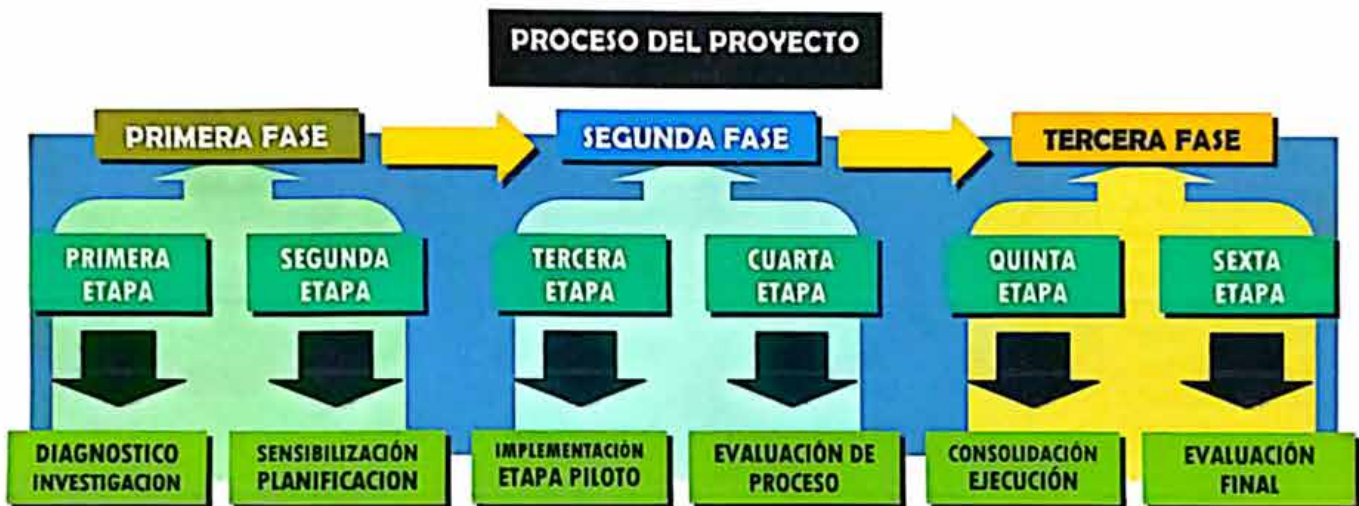 PROCESO DEL PROYECTO
PRIMERA FASE
SEGUNDA FASE
TERCERA FASE
PRIMERA
ETAPA
SEGUNDA
ETAPA
TERCERA
ETAPA
CUARTA
ETAPA
QUINTA
ETAPA
SEXTA
ETAPA
DIAGNOSTICO
INVESTIGACION
SENSIBILIZACIÓN
PLANIFICACION
IMPLEMENTACIÓN
ETAPA PILOTO
EVALUACIÓN DE
PROCESO
CONSOLIDACIÓN
EJECUCIÓN
EVALUACIÓN
FINAL